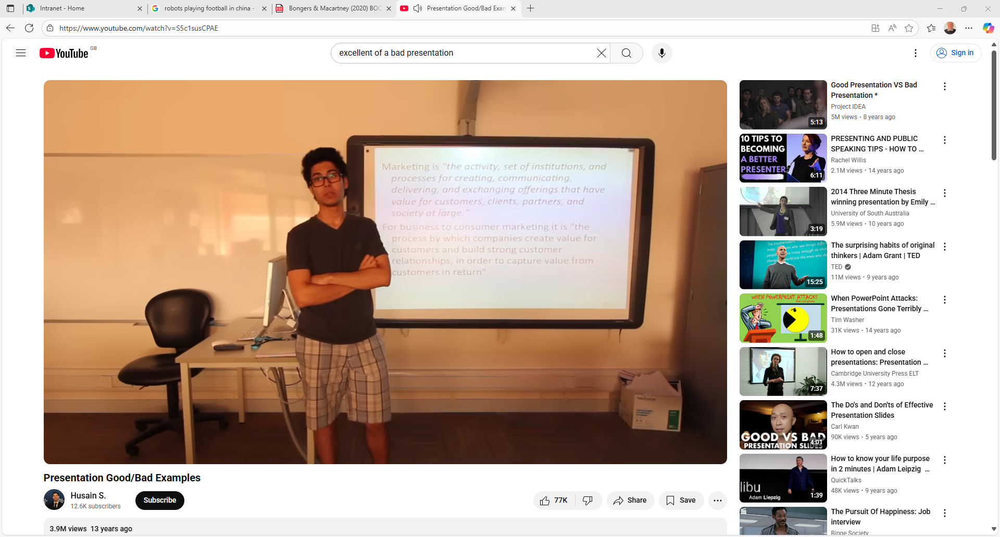 Intranet - Home
robots playing football in china -
Bongers & Macartney (2020) BOO
Presentation Good/Bad Exam
https://www.youtube.com/watch?v=S5c1susCPAE
YouTube GB
excellent of a bad presentation
Sign in
Marketing is "the activity, set of institutions, and
processes for creating, communicating,
delivering, and exchanging offerings that have
value for customers, clients, partners, and
society at large."
For business to consumer marketing it is "the
process by which companies create value for
customers and build strong customer
relationships, in order to capture value from
customers in return".
Presentation Good/Bad Examples
Husain S.
12.6K subscribers
Subscribe
77K
Share
Save
3.9M views 13 years ago
5:13
Good Presentation VS Bad
Presentation *
Project IDEA
5M views • 8 years ago
10 TIPS TO
BECOMING
A BETTER
PRESENTER
6:11
PRESENTING AND PUBLIC
SPEAKING TIPS - HOW TO ...
Rachel Willis
2.1M views • 14 years ago
3:19
2014 Three Minute Thesis
winning presentation by Emily ...
University of South Australia
5.9M views • 10 years ago
15:25
The surprising habits of original
thinkers | Adam Grant | TED
TED
11M views • 9 years ago
WHEN POWERPOINT ATTACKS
1:48
When PowerPoint Attacks:
Presentations Gone Terribly ...
Tim Washer
31K views • 14 years ago
7:37
How to open and close
presentations: Presentation ...
Cambridge University Press ELT
4.3M views • 12 years ago
GOOD VS BAD
PRESENTATION SLIDES
4:01
The Do's and Don'ts of Effective
Presentation Slides
Carl Kwan
90K views • 5 years ago
libu
Adam Liepzig
1:39
How to know your life purpose
in 2 minutes | Adam Leipzig ...
QuickTalks
48K views • 9 years ago
The Pursuit Of Happiness: Job
interview
Binge Society